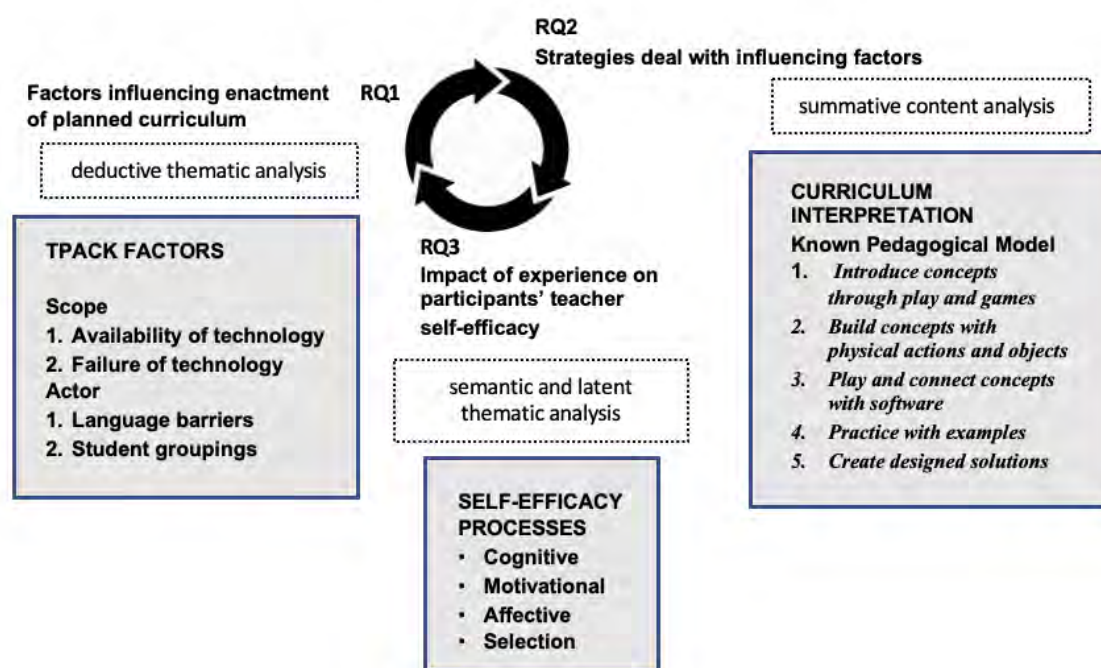 RQ2
Strategies deal with influencing factors
Factors influencing enactment
of planned curriculum
RQ1
deductive thematic analysis
summative content analysis
TPACK FACTORS
Scope
1. Availability of technology
2. Failure of technology
Actor
1. Language barriers
2. Student groupings
RQ3
Impact of experience on
participants’ teacher
self-efficacy
semantic and latent
thematic analysis
SELF-EFFICACY
PROCESSES
• Cognitive
• Motivational
• Affective
• Selection
CURRICULUM
INTERPRETATION
Known Pedagogical Model
1. Introduce concepts
through play and games
2. Build concepts with
physical actions and objects
3. Play and connect concepts
with software
4. Practice with examples
5. Create designed solutions